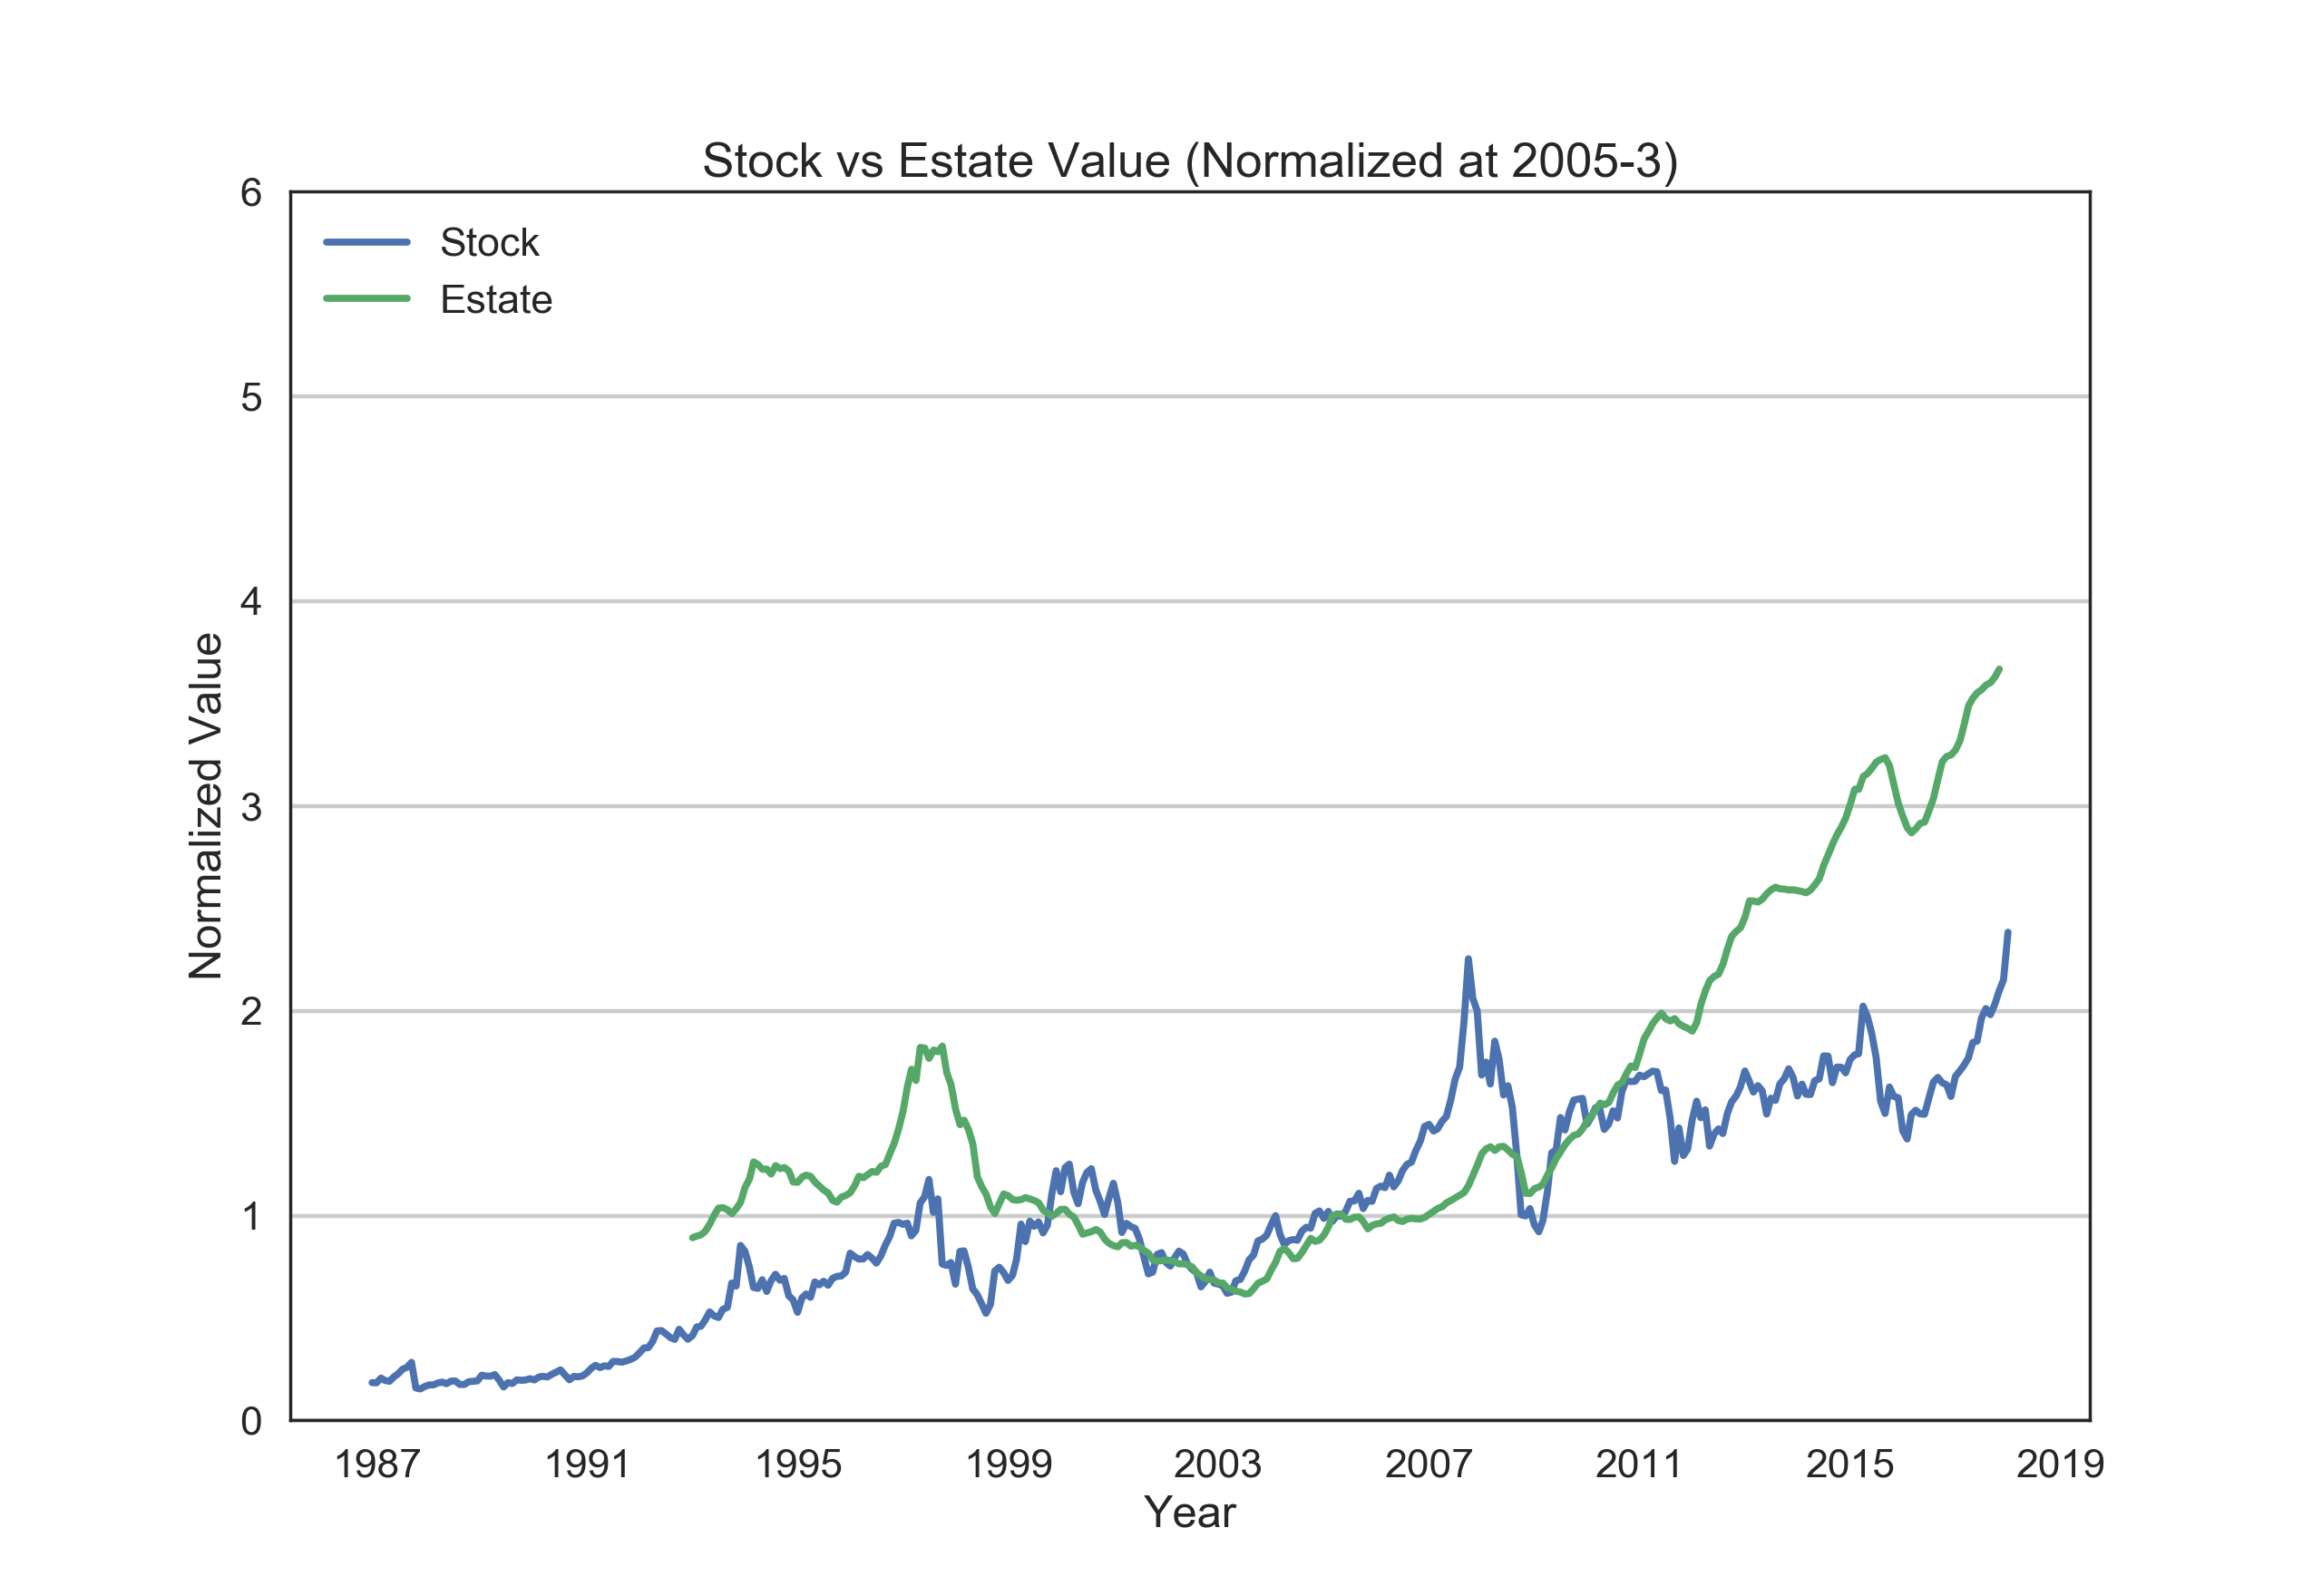 Stock vs Estate Value (Normalized at 2005-3)
6
Stock
Estate
5
4
3
2
1
0
Normalized Value
1987 1991 1995 1999 2003 2007 2011 2015 2019
Year